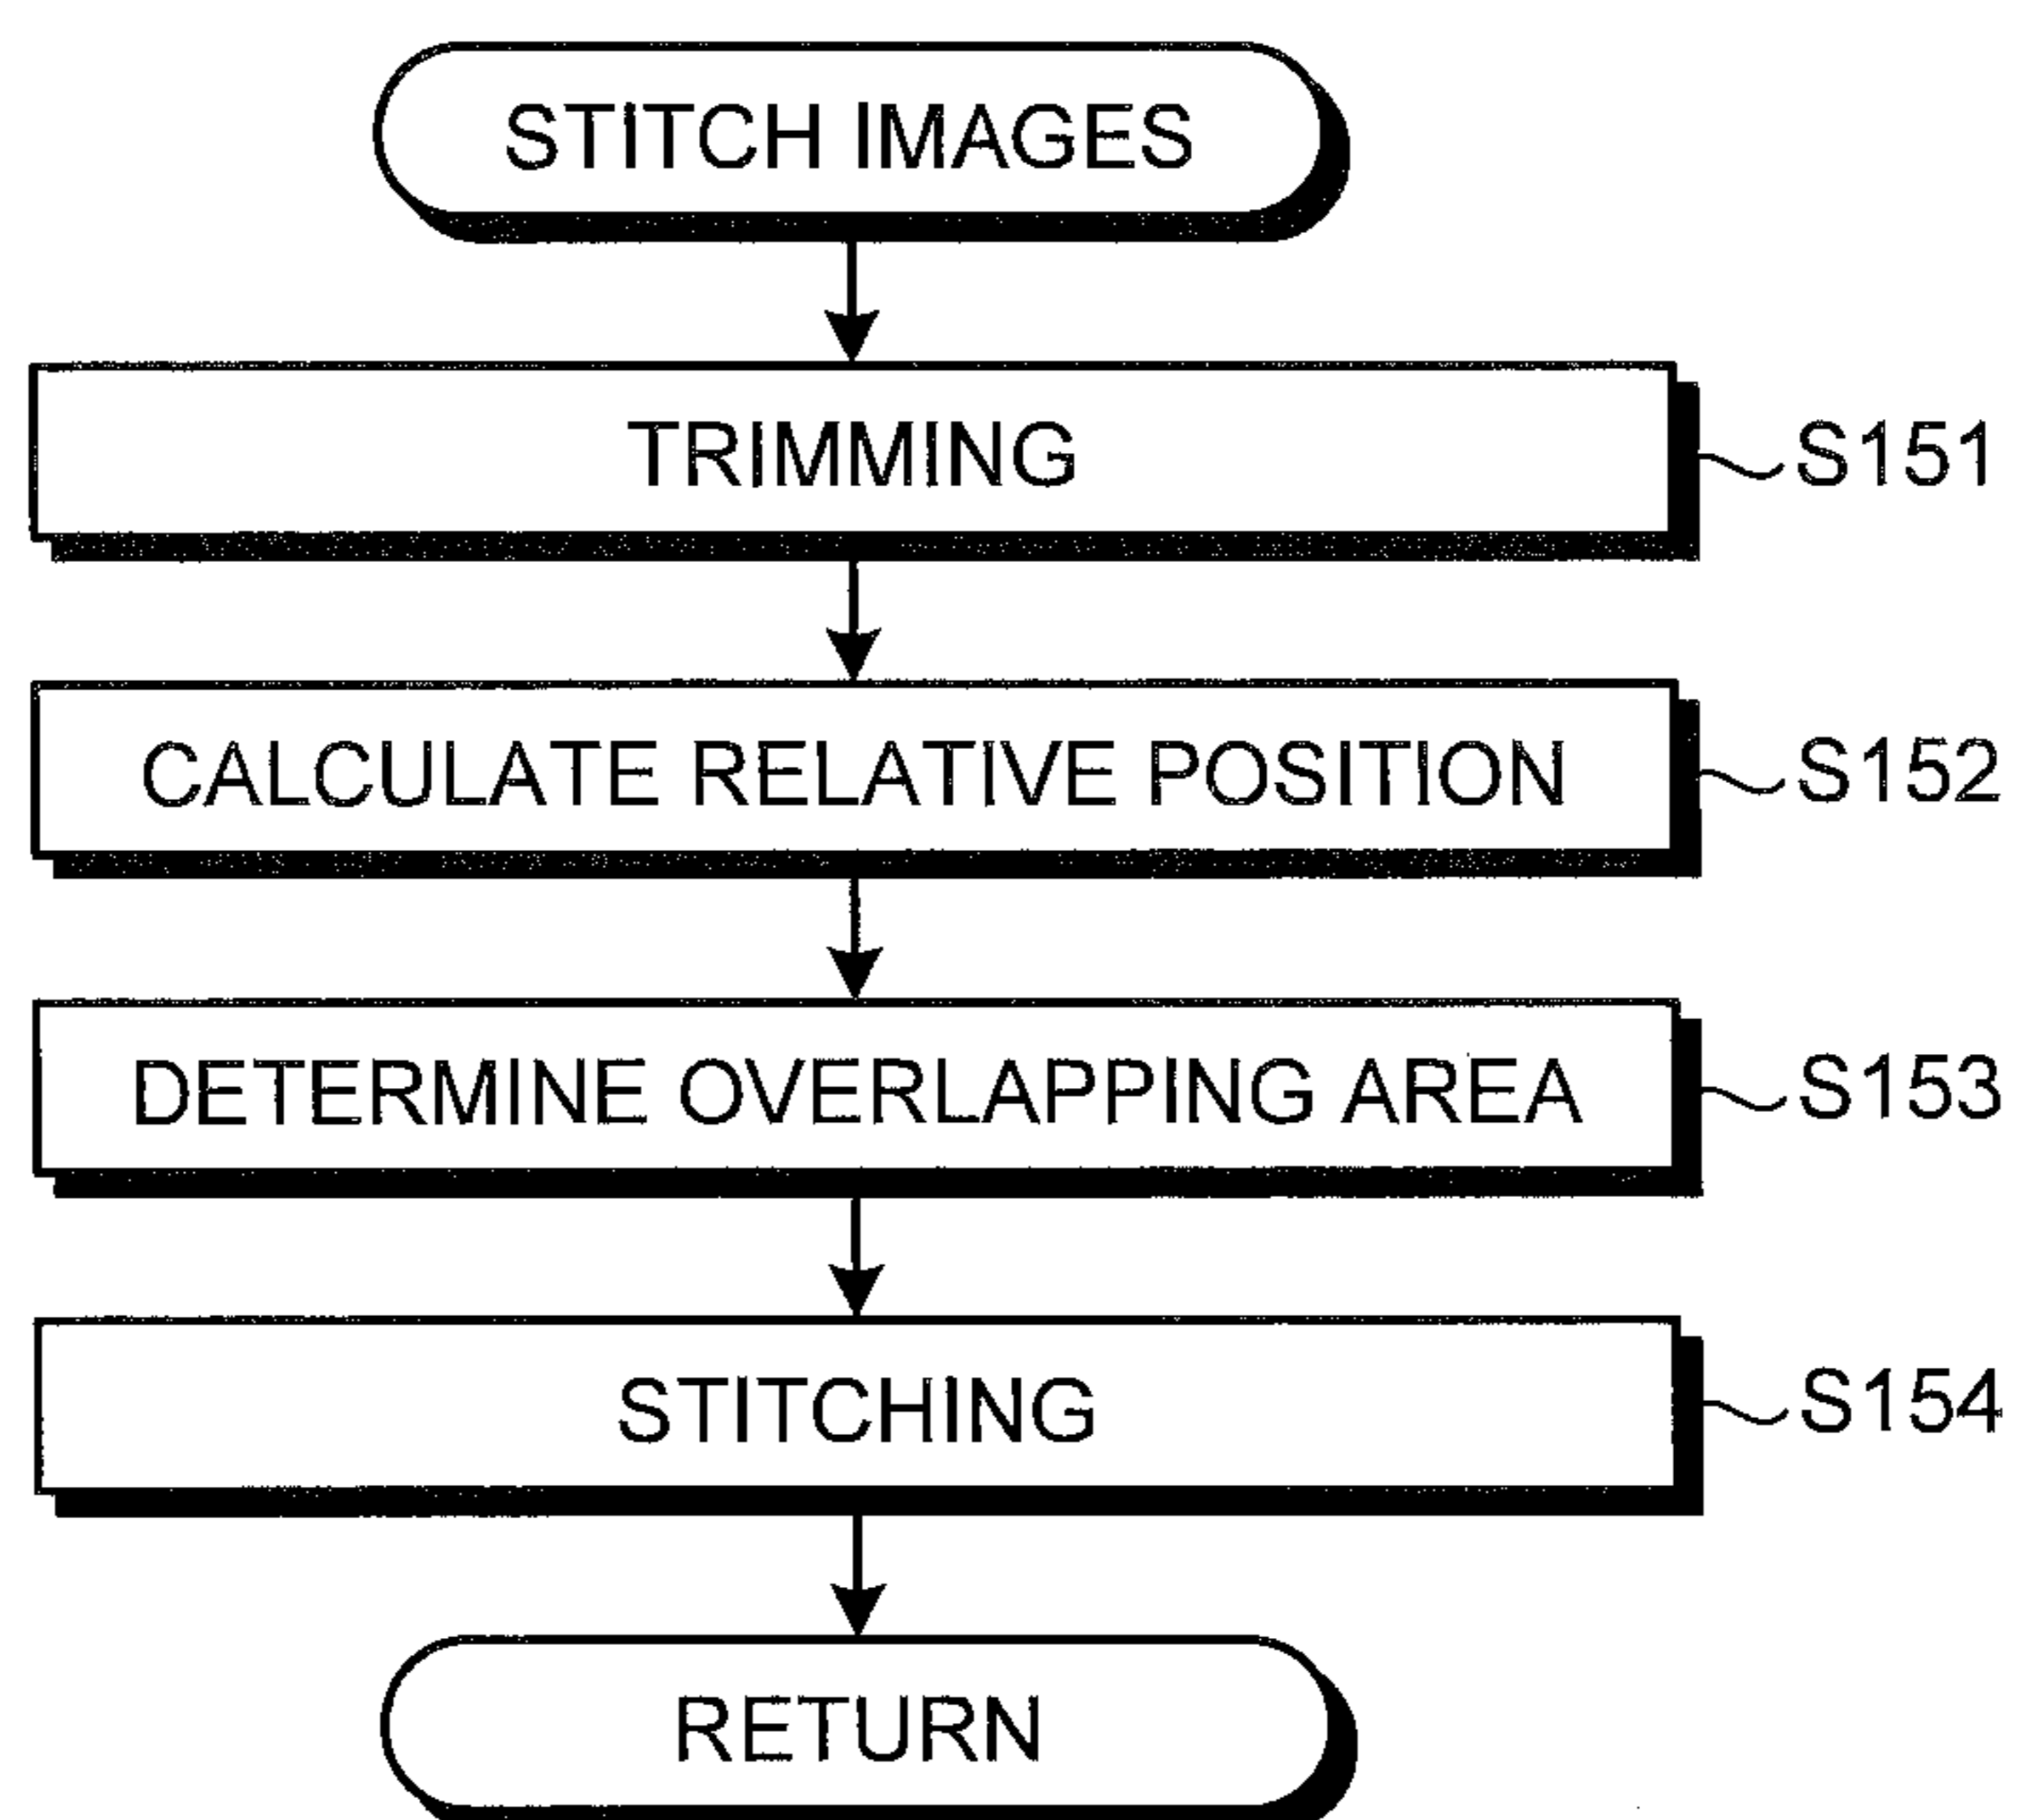 STITCH IMAGES
TRIMMING
S151
CALCULATE RELATIVE POSITION
S152
DETERMINE OVERLAPPING AREA
S153
STITCHING
S154
RETURN